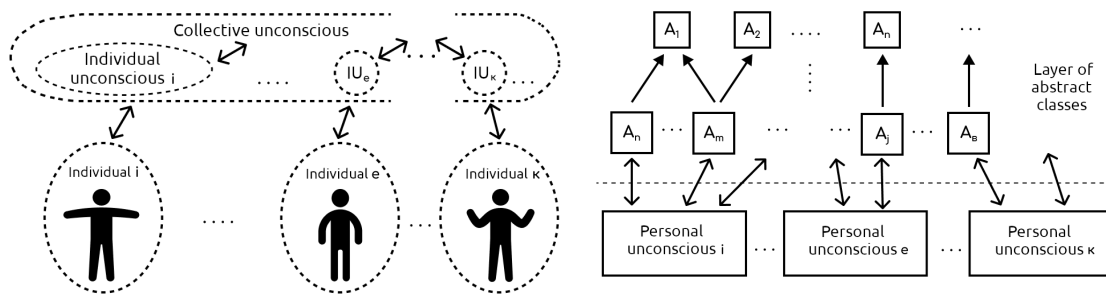 Collective unconscious
Individual
unconscious i
....
IUₑ
...
IUₖ
....
Individual i
....
Individual e
...
Individual к
A₁
A₂
....
Aₙ
...
Layer of
abstract
classes
Aₙ
...
Aₘ
...
...
Aⱼ
...
Aв
Personal
unconscious i
...
Personal
unconscious e
...
Personal
unconscious к